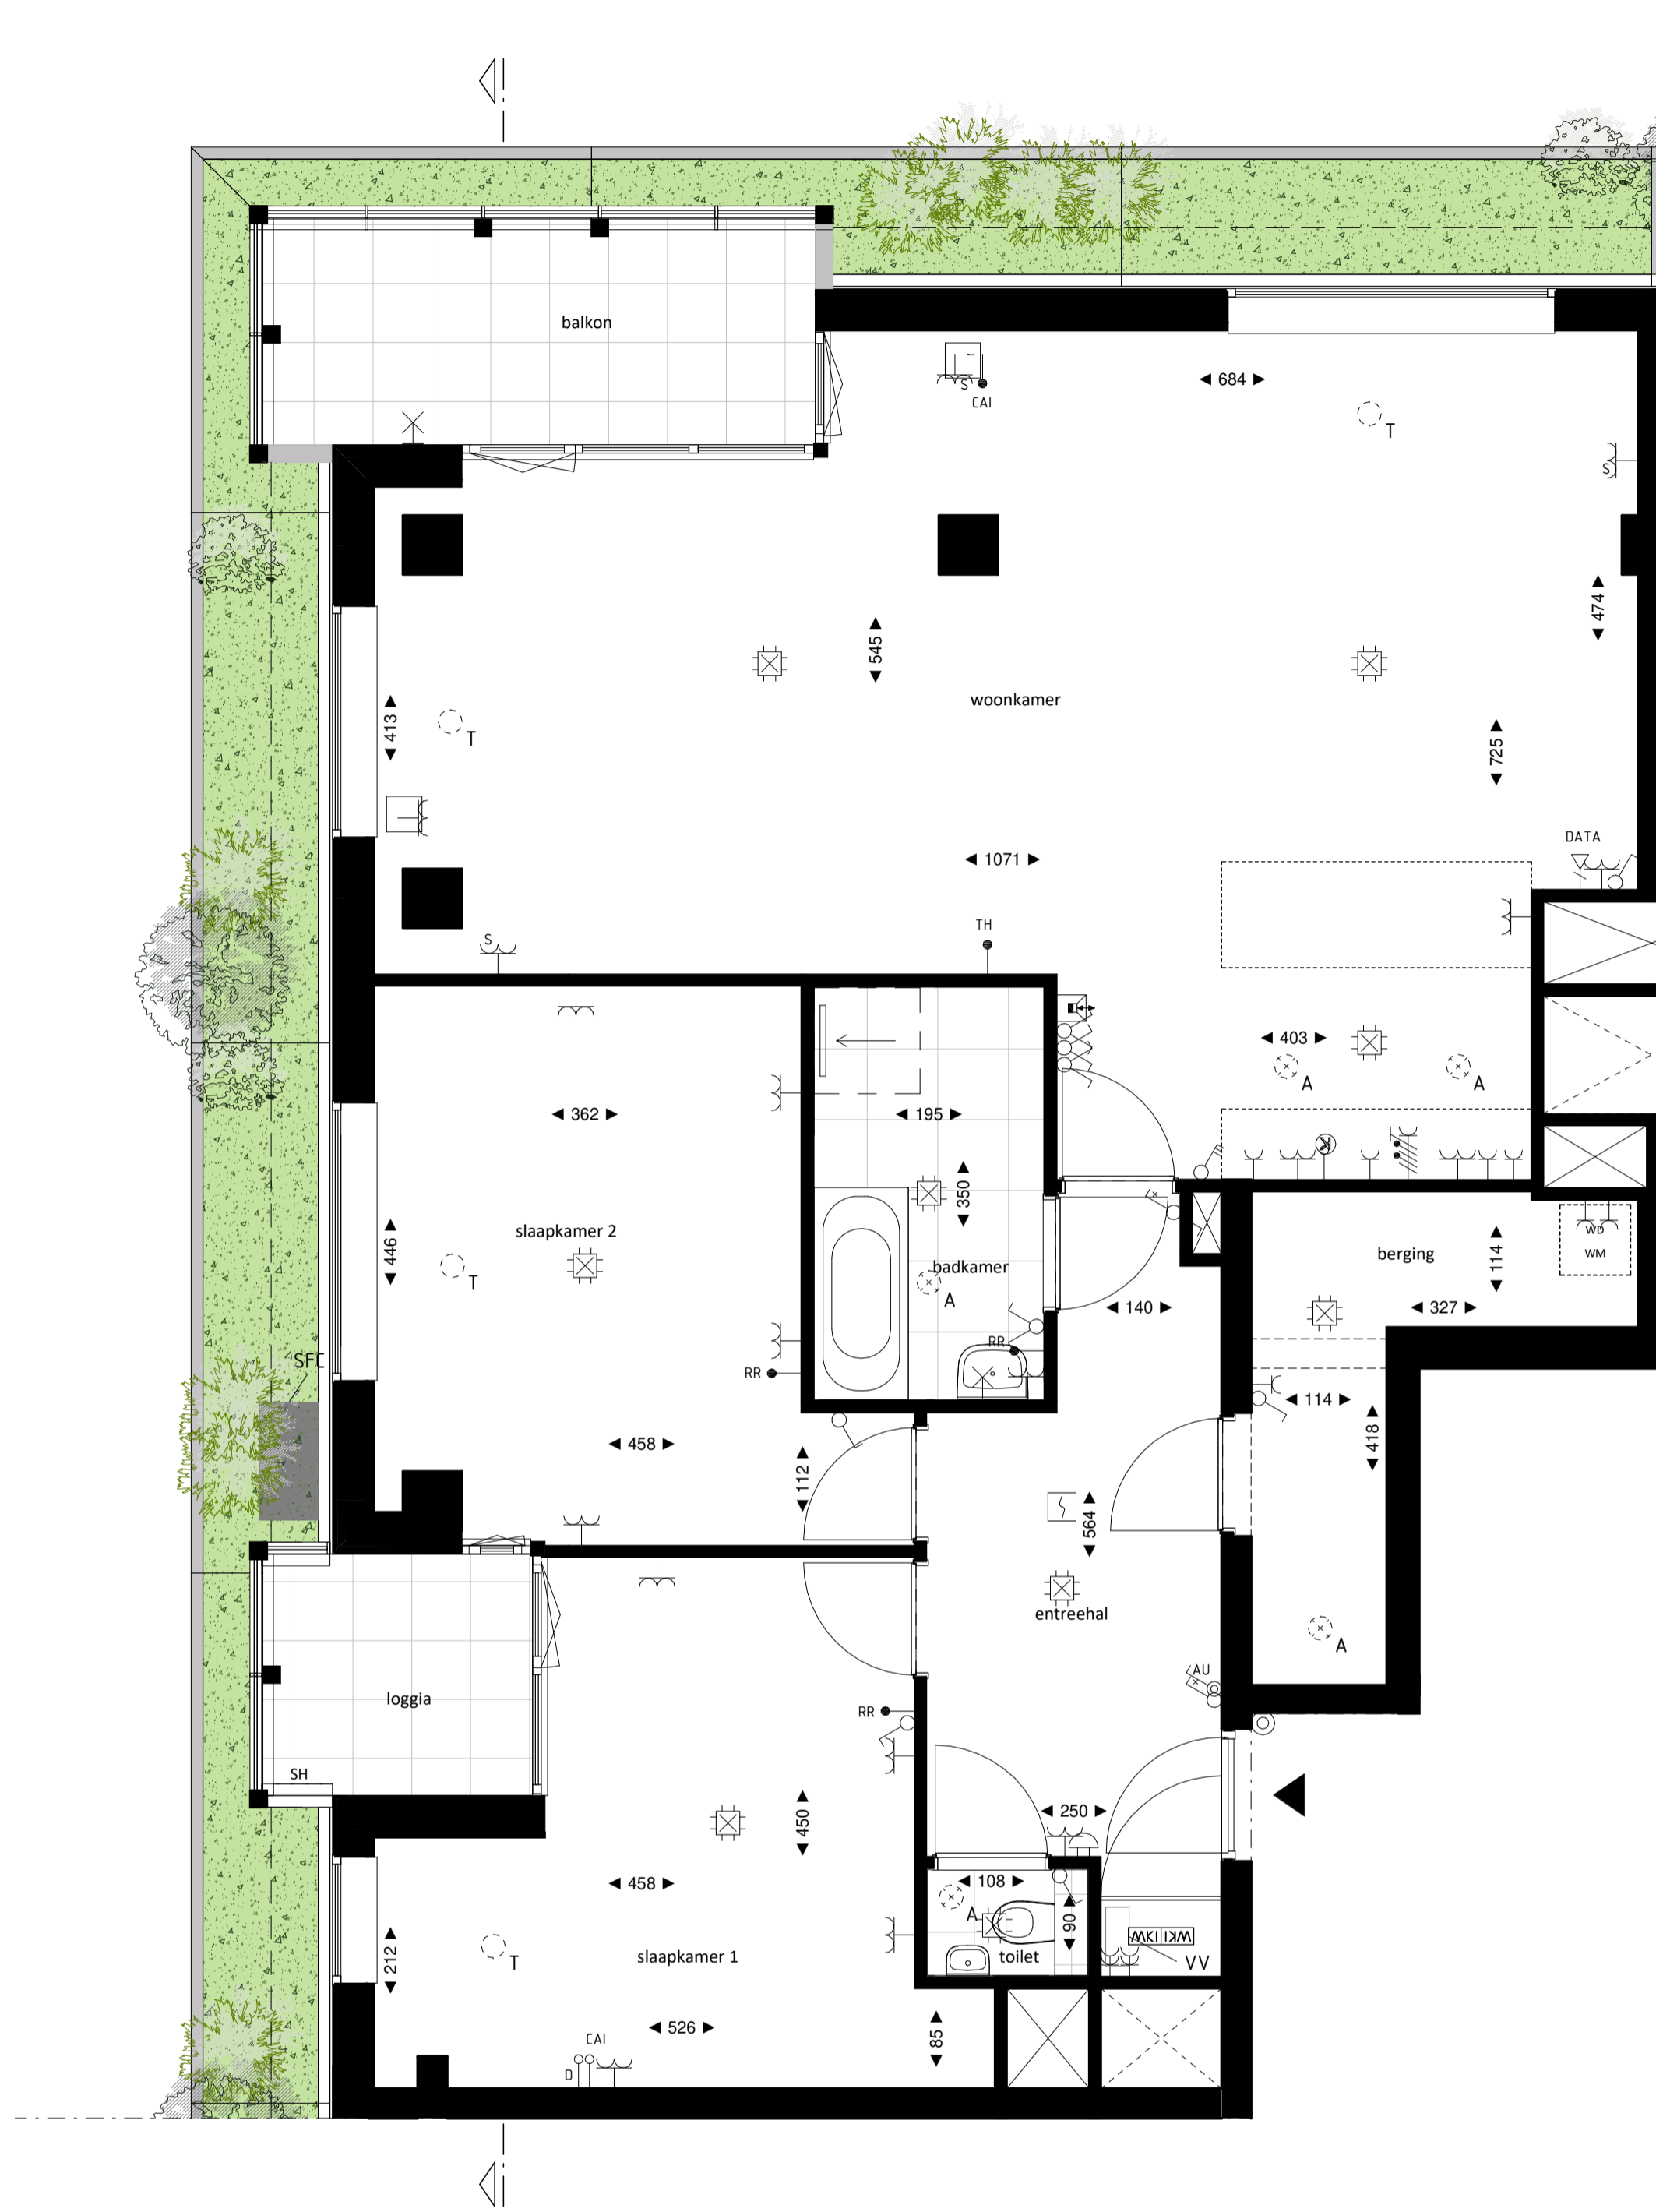 balkon
684
S
CAI
T
S
474
545
woonkamer
413
T
725
DATA
1071
S
TH
403
A
A
362
195
K
350
slaapkamer 2
446
T
badkamer
A
berging
114
WD
WM
140
327
RR
SFC
RR
114
458
418
112
564
entreehal
A
AU
loggia
RR
SH
450
250
458
108
A
90
212
T
slaapkamer 1
toilet
WKI
IKW
VV
526
85
CAI
D